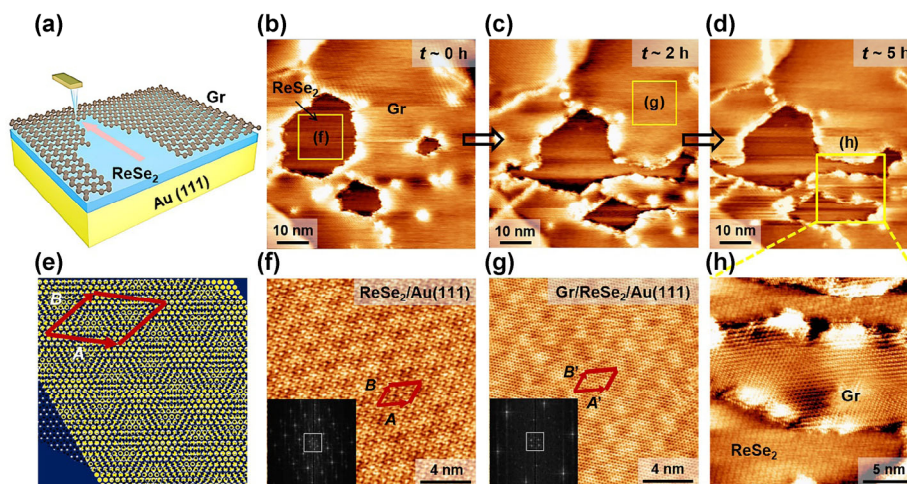 (a)
Gr
ReSe₂
Au (111)
(b)
t ~ 0 h
ReSe₂
Gr
(f)
10 nm
(c)
t ~ 2 h
(g)
10 nm
(d)
t ~ 5 h
(h)
10 nm
(e)
B
A
(f)
ReSe₂/Au(111)
B
A
4 nm
(g)
Gr/ReSe₂/Au(111)
B'
A'
4 nm
(h)
Gr
ReSe₂
5 nm